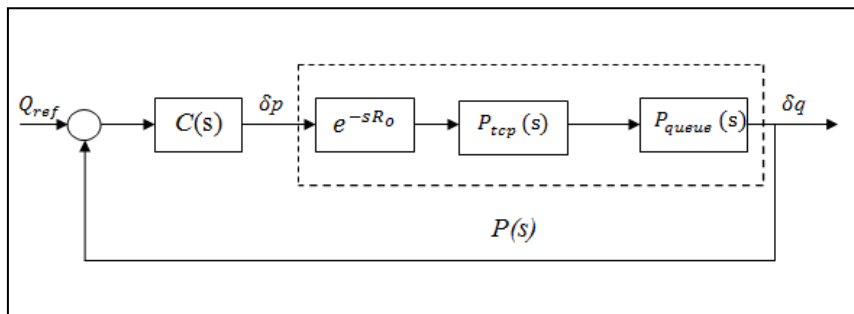 Q_ref
C(s)
δp
e^{-sR_o}
P_tcp (s)
P_queue (s)
δq
P(s)